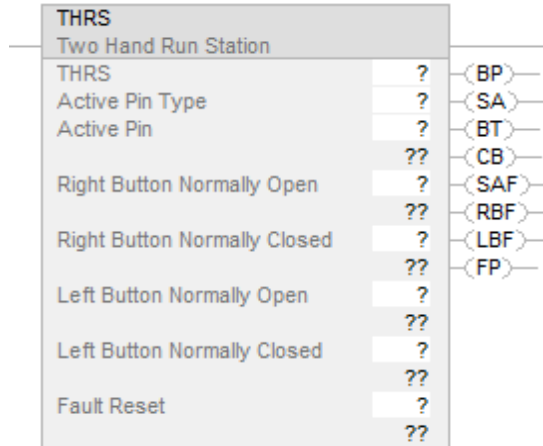 THRS
Two Hand Run Station
THRS ? BP
Active Pin Type ? SA
Active Pin ? BT
?? CB
Right Button Normally Open ? SAF
?? RBF
Right Button Normally Closed ? LBF
?? FP
Left Button Normally Open ?
??
Left Button Normally Closed ?
??
Fault Reset ?
??